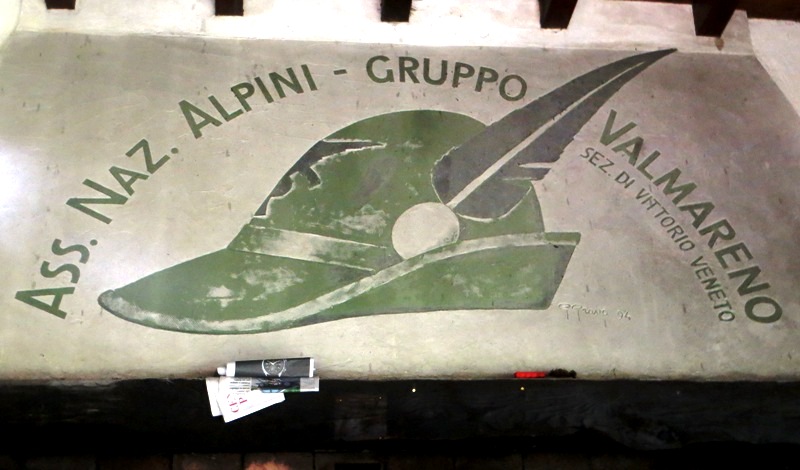 ASS. NAZ. ALPINI - GRUPPO
VALMARENO
SEZ. DI VITTORIO VENETO